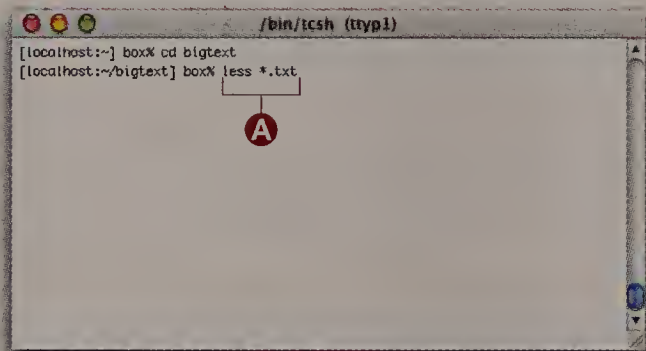 /bin/tcsh (ttyp1)
[localhost:~] box% cd bigtext
[localhost:~/bigtext] box% less *.txt
A